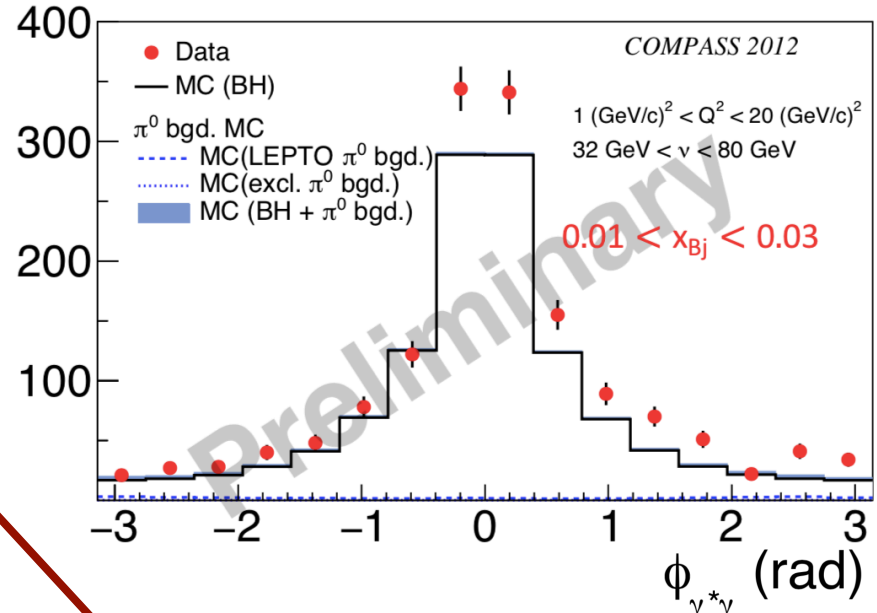 400
300
200
100
Data
MC (BH)
π⁰ bgd. MC
MC(LEPTO π⁰ bgd.)
MC(excl. π⁰ bgd.)
MC (BH + π⁰ bgd.)
COMPASS 2012
1 (GeV/c)² < Q² < 20 (GeV/c)²
32 GeV < ν < 80 GeV
0.01 < x_Bj < 0.03
Preliminary
−3 −2 −1 0 1 2 3
ϕ_γ*γ (rad)